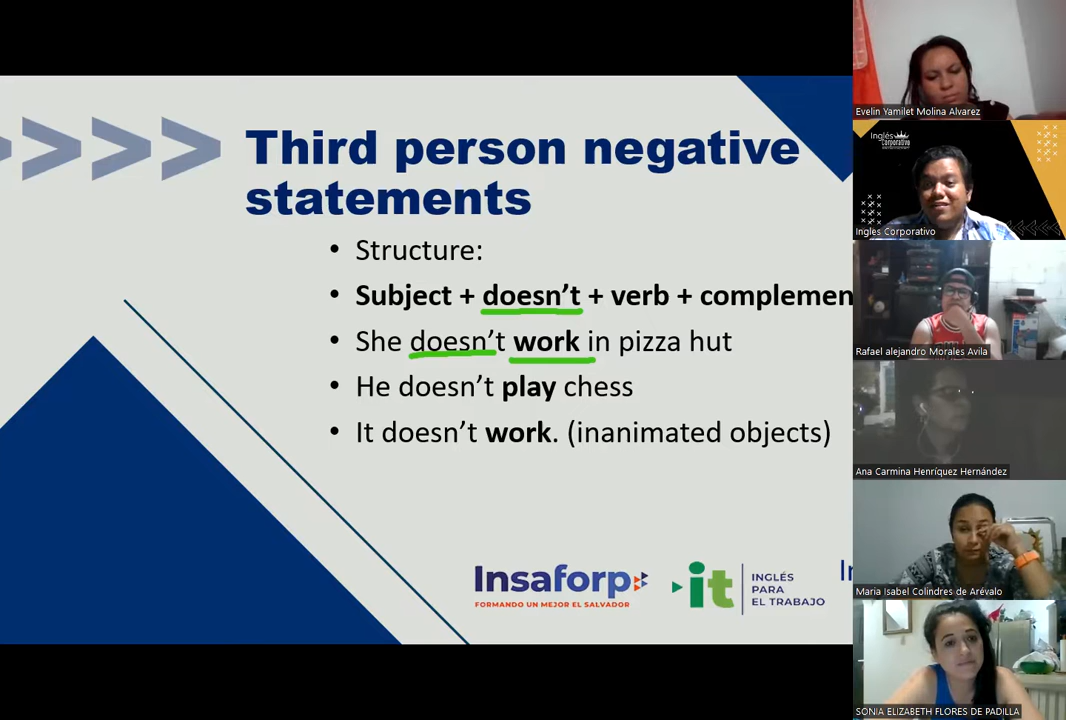 Third person negative
statements
• Structure:
• Subject + doesn't + verb + complemen
• She doesn't work in pizza hut
• He doesn't play chess
• It doesn't work. (inanimated objects)
Insaforp
FORMANDO UN MEJOR EL SALVADOR
it
INGLÉS
PARA
EL TRABAJO
In
Evelin Yamilet Molina Alvarez
Inglés
Corporativo
Ingles Corporativo
Rafael alejandro Morales Avila
Ana Carmina Henríquez Hernández
Maria Isabel Colindres de Arévalo
SONIA ELIZABETH FLORES DE PADILLA